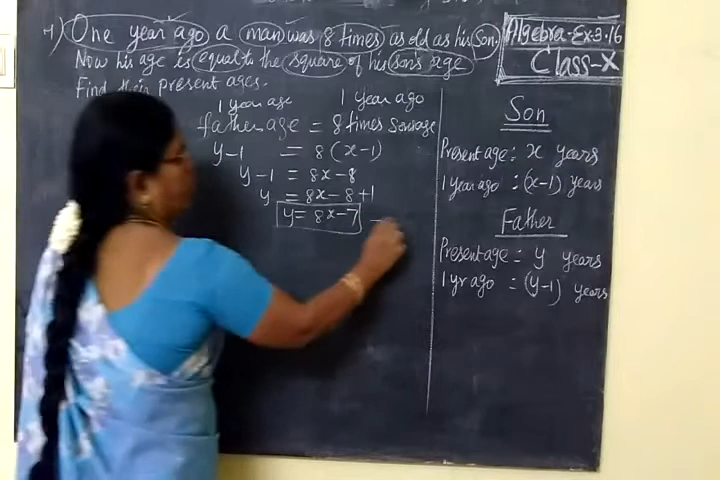 4) One year ago a man was 8 times as old as his son.
Now his age is equal to the square of his son's age.
Find their present ages.
Algebra-Ex-3.16
Class-X
1 year ago 1 year ago
father age = 8 times Sons age
y-1 = 8(x-1)
y-1 = 8x-8
y = 8x-8+1
y = 8x-7 —
Son
Present age : x years
1 year ago : (x-1) years
Father
Present age = y years
1 yr ago = (y-1) years